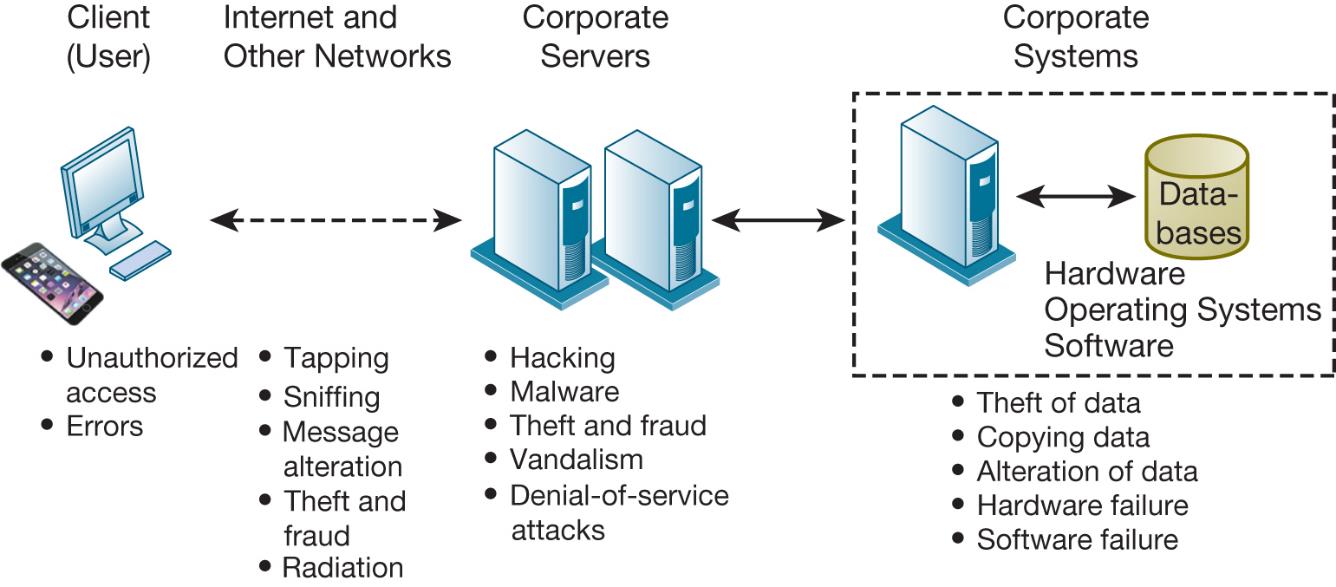 Client
(User)
Internet and
Other Networks
Corporate
Servers
Corporate
Systems
Data-
bases
Hardware
Operating Systems
Software
• Unauthorized
access
• Errors
• Tapping
• Sniffing
• Message
alteration
• Theft and
fraud
• Radiation
• Hacking
• Malware
• Theft and fraud
• Vandalism
• Denial-of-service
attacks
• Theft of data
• Copying data
• Alteration of data
• Hardware failure
• Software failure